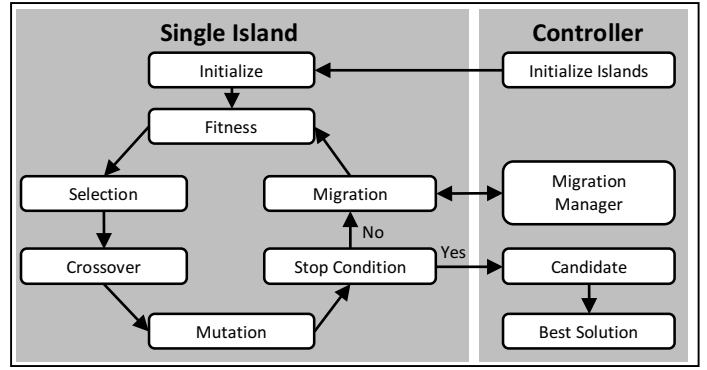 Single Island
Controller
Initialize
Initialize Islands
Fitness
Selection
Migration
Migration
Manager
No
Crossover
Stop Condition
Yes
Candidate
Mutation
Best Solution